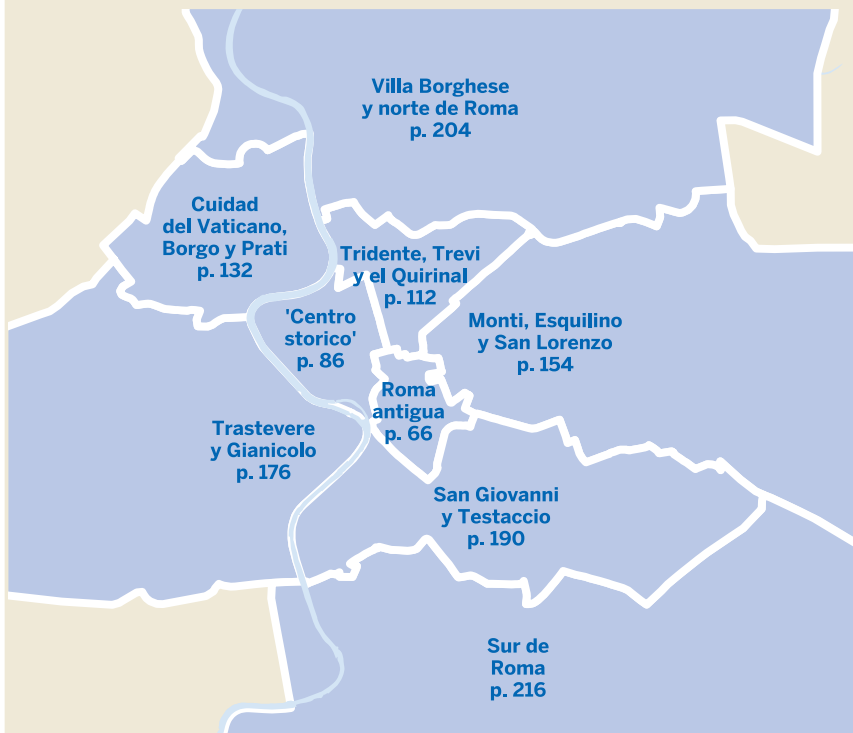 Villa Borghese
y norte de Roma
p. 204
Cuidad
del Vaticano,
Borgo y Prati
p. 132
Tridente, Trevi
y el Quirinal
p. 112
'Centro
storico'
p. 86
Monti, Esquilino
y San Lorenzo
p. 154
Roma
antigua
p. 66
Trastevere
y Gianicolo
p. 176
San Giovanni
y Testaccio
p. 190
Sur de
Roma
p. 216